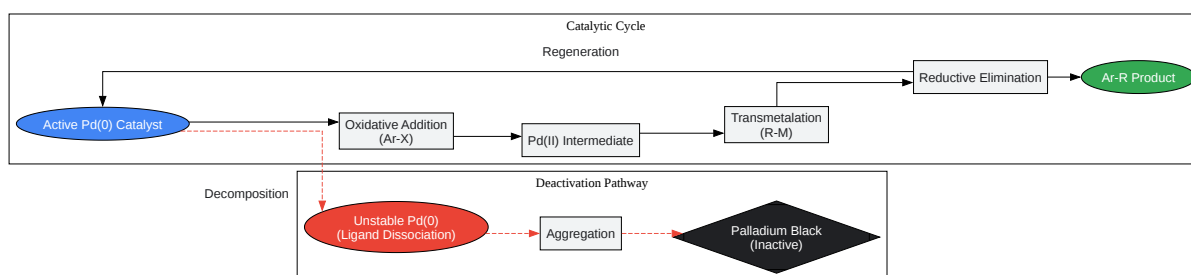 Catalytic Cycle
Regeneration
Reductive Elimination
Ar-R Product
Active Pd(0) Catalyst
Oxidative Addition
(Ar-X)
Pd(II) Intermediate
Transmetalation
(R-M)
Decomposition
Deactivation Pathway
Unstable Pd(0)
(Ligand Dissociation)
Aggregation
Palladium Black
(Inactive)